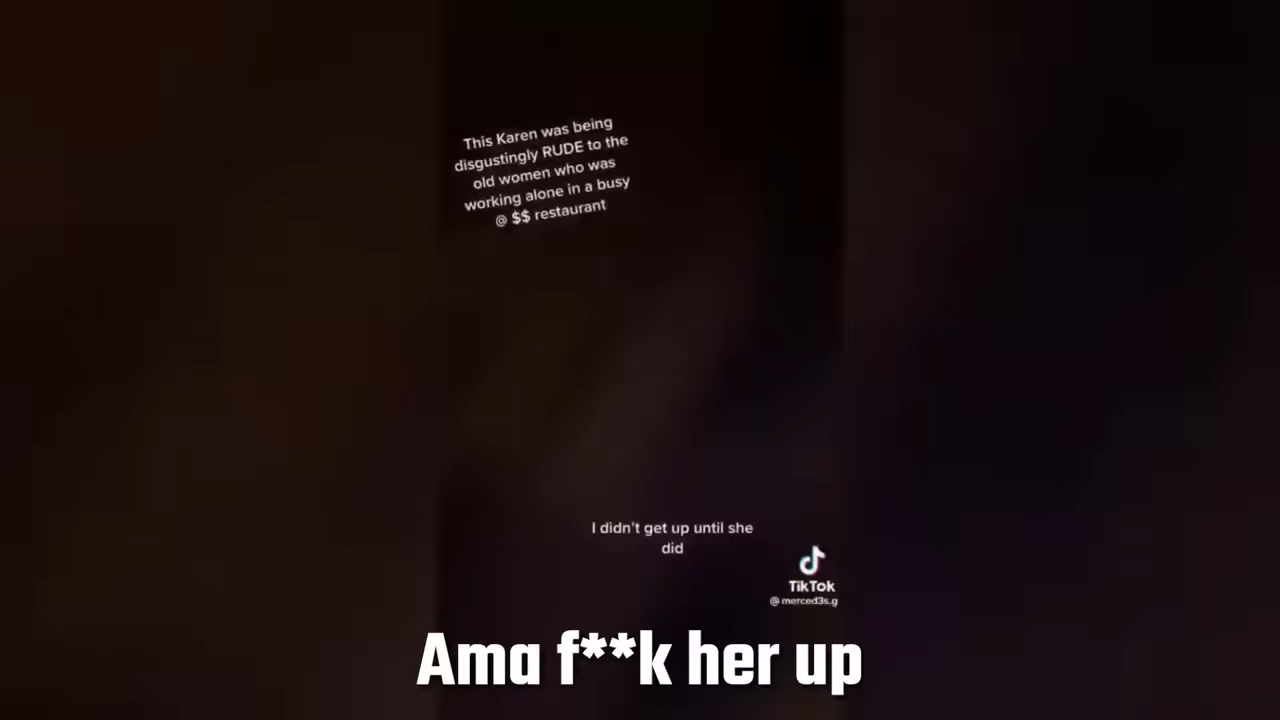 This Karen was being
disgustingly RUDE to the
old women who was
working alone in a busy
@ $$ restaurant
I didn't get up until she
did
TikTok
@merced3s.g
Ama f**k her up